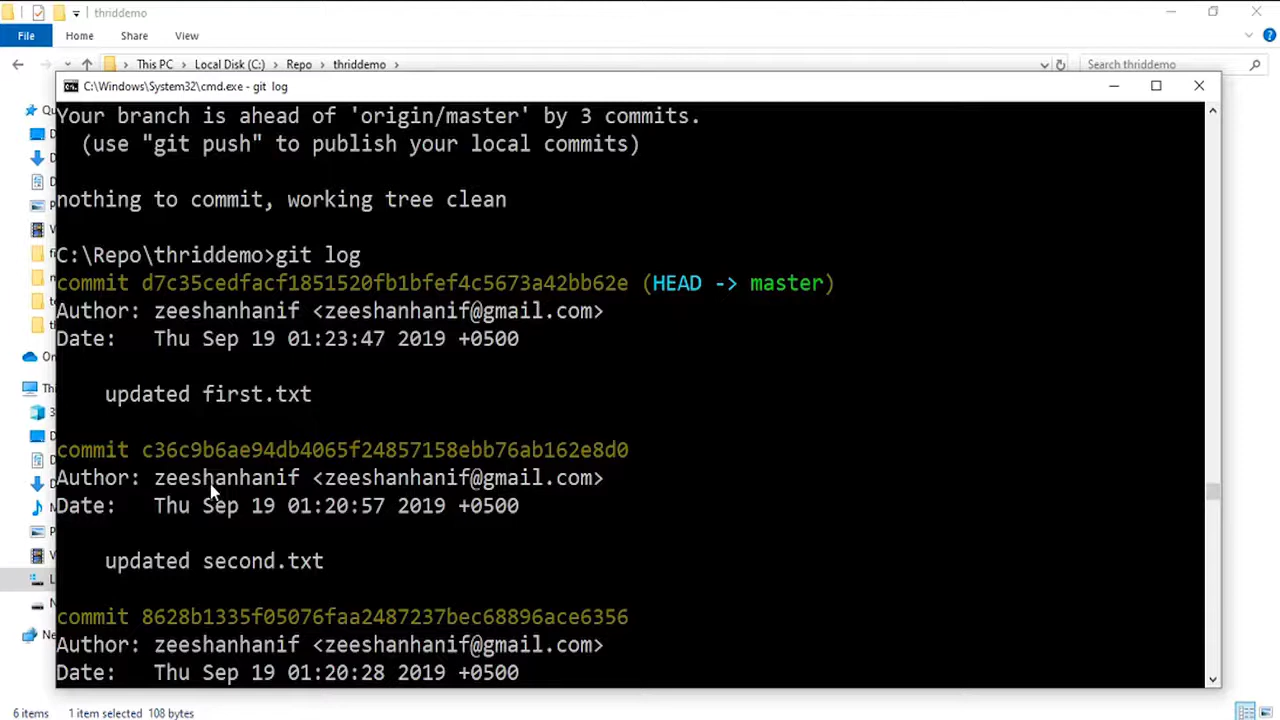 thriddemo
File Home Share View
This PC Local Disk (C:) Repo thriddemo Search thriddemo
C:\Windows\System32\cmd.exe - git log
Your branch is ahead of 'origin/master' by 3 commits.
(use "git push" to publish your local commits)
nothing to commit, working tree clean
C:\Repo\thriddemo>git log
commit d7c35cedfacf1851520fb1bfef4c5673a42bb62e (HEAD -> master)
Author: zeeshanhanif <zeeshanhanif@gmail.com>
Date: Thu Sep 19 01:23:47 2019 +0500
updated first.txt
commit c36c9b6ae94db4065f24857158ebb76ab162e8d0
Author: zeeshanhanif <zeeshanhanif@gmail.com>
Date: Thu Sep 19 01:20:57 2019 +0500
updated second.txt
commit 8628b1335f05076faa2487237bec68896ace6356
Author: zeeshanhanif <zeeshanhanif@gmail.com>
Date: Thu Sep 19 01:20:28 2019 +0500
6 items 1 item selected 108 bytes